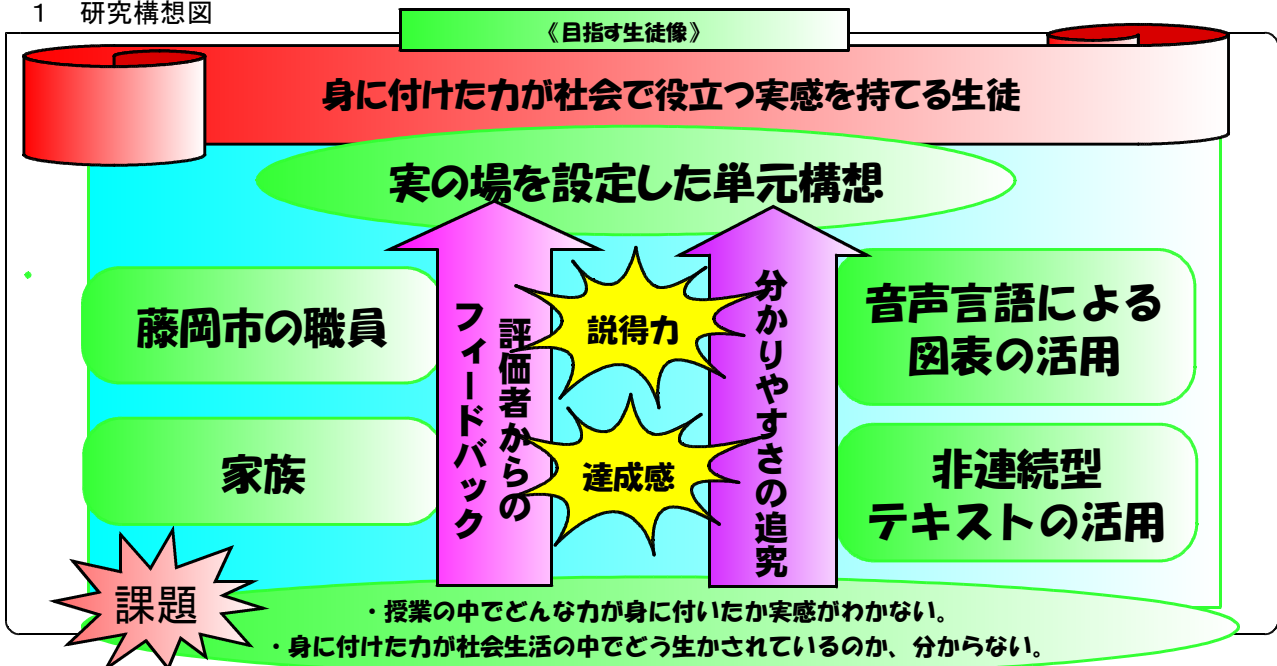 1 研究構想図
《目指す生徒像》
身に付けた力が社会で役立つ実感を持てる生徒
実の場を設定した単元構想
藤岡市の職員
家族
評価者からの
フィードバック
説得力
達成感
分かりやすさの追究
音声言語による
図表の活用
非連続型
テキストの活用
課題
・授業の中でどんな力が身に付いたか実感がわかない。
・身に付けた力が社会生活の中でどう生かされているのか、分からない。